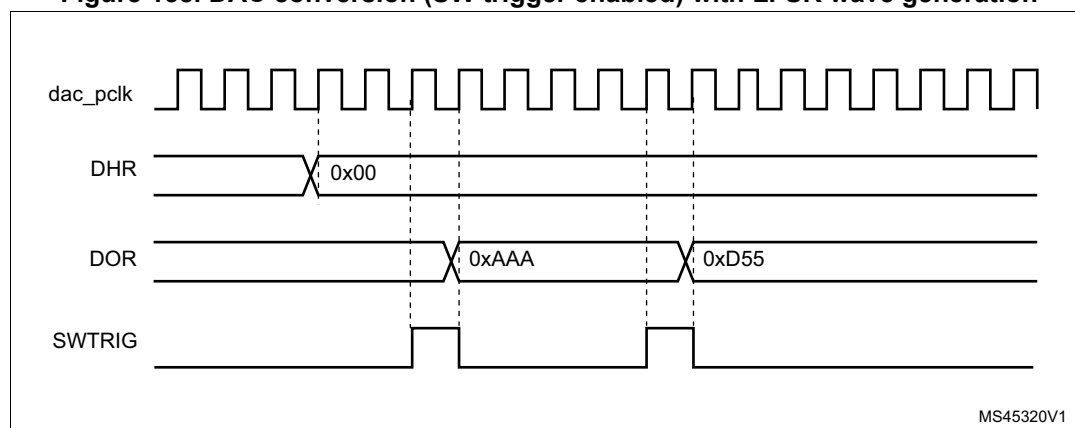 dac_pclk
DHR
0x00
DOR
0xAAA
0xD55
SWTRIG
MS45320V1